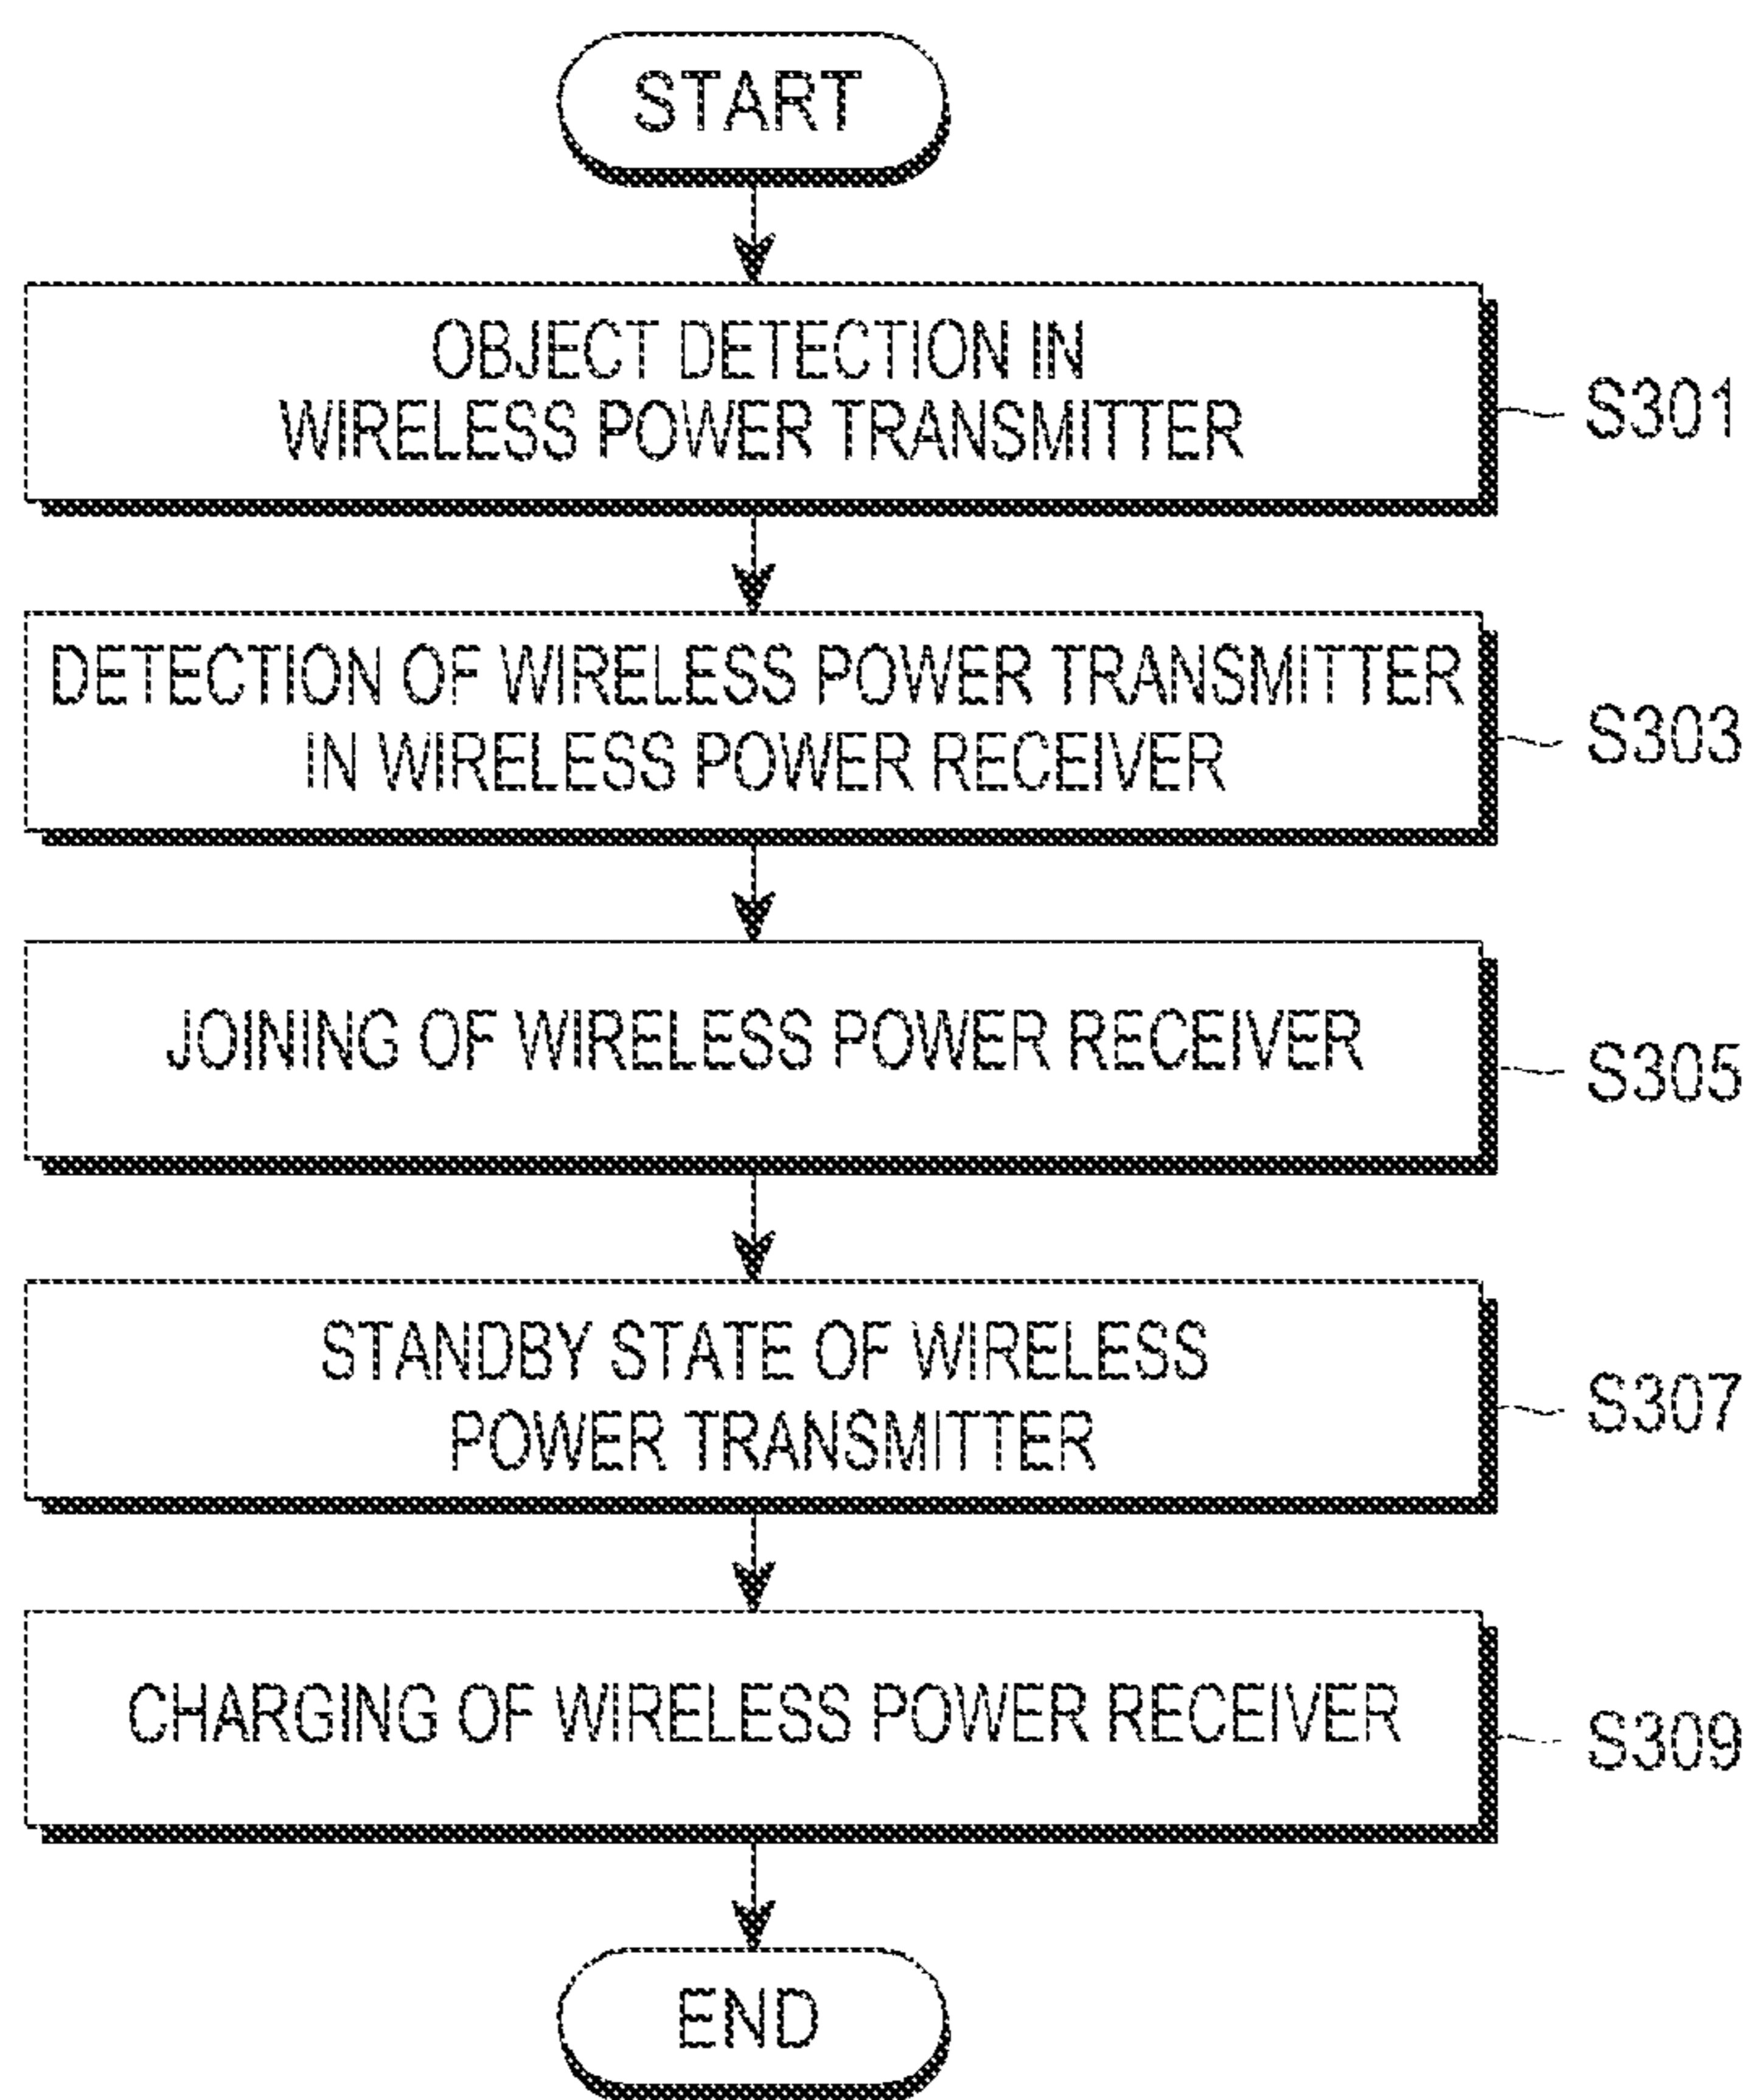 START
OBJECT DETECTION IN
WIRELESS POWER TRANSMITTER
S301
DETECTION OF WIRELESS POWER TRANSMITTER
IN WIRELESS POWER RECEIVER
S303
JOINING OF WIRELESS POWER RECEIVER
S305
STANDBY STATE OF WIRELESS
POWER TRANSMITTER
S307
CHARGING OF WIRELESS POWER RECEIVER
S309
END